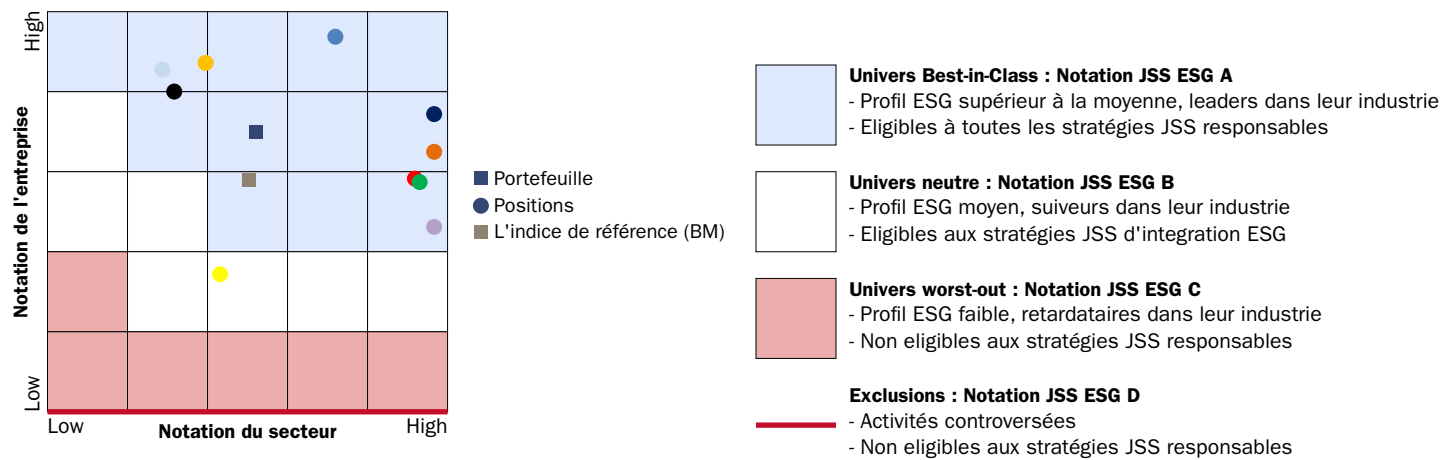 High
Notation de l'entreprise
Low
Low
Notation du secteur
High
Portefeuille
Positions
L'indice de référence (BM)
Univers Best-in-Class : Notation JSS ESG A
- Profil ESG supérieur à la moyenne, leaders dans leur industrie
- Eligibles à toutes les stratégies JSS responsables
Univers neutre : Notation JSS ESG B
- Profil ESG moyen, suiveurs dans leur industrie
- Eligibles aux stratégies JSS d'integration ESG
Univers worst-out : Notation JSS ESG C
- Profil ESG faible, retardataires dans leur industrie
- Non eligibles aux stratégies JSS responsables
Exclusions : Notation JSS ESG D
- Activités controversées
- Non eligibles aux stratégies JSS responsables